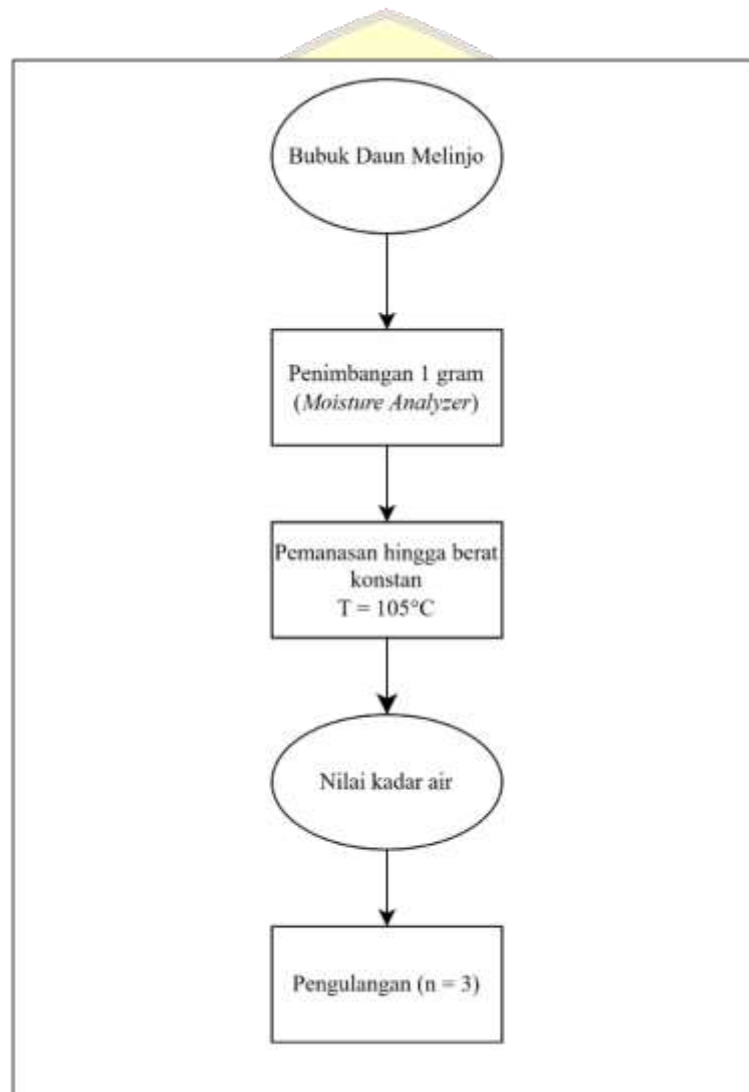 Bubuk Daun Melinjo
Penimbangan 1 gram
(Moisture Analyzer)
Pemanasan hingga berat
konstan
T = 105°C
Nilai kadar air
Pengulangan (n = 3)